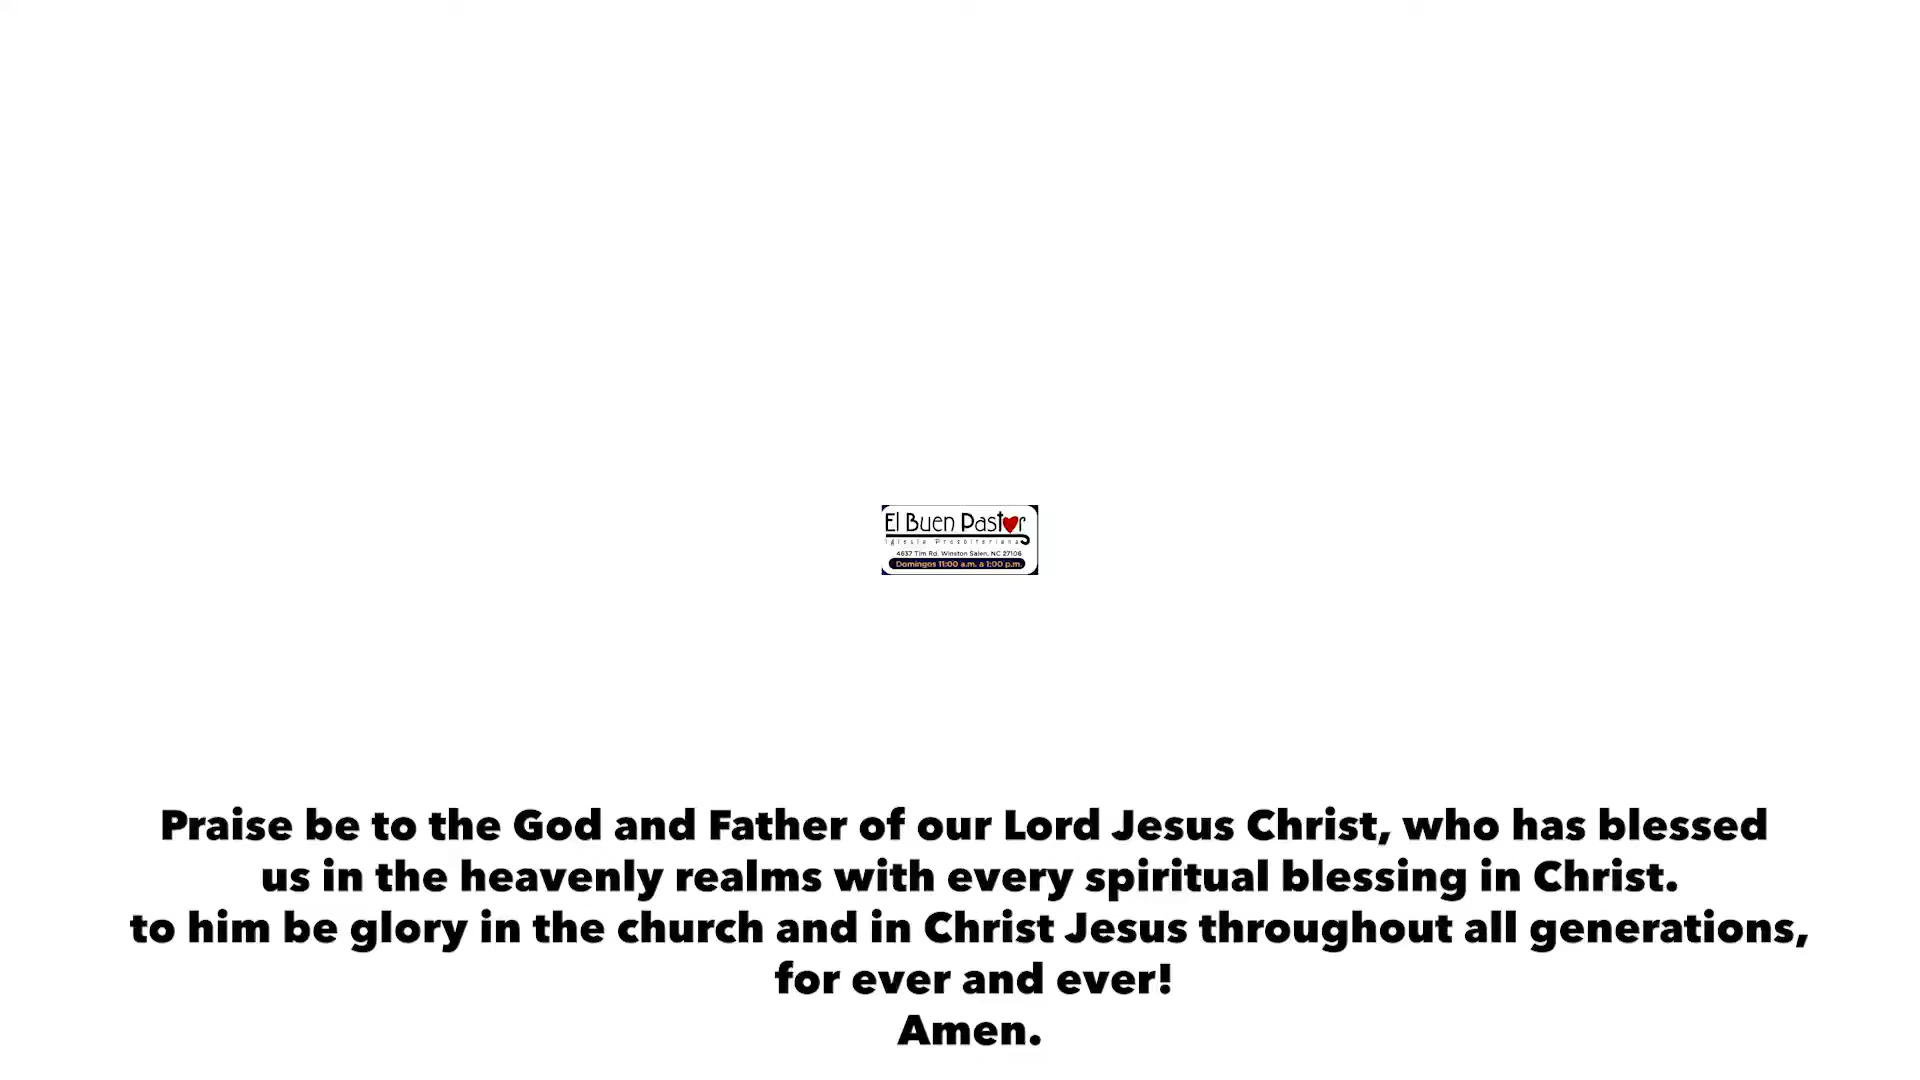 El Buen Pastor
Iglesia Presbiteriana
4637 Tim Rd. Winston Salen, NC 27106
Domingos 11:00 a.m. a 1:00 p.m.
Praise be to the God and Father of our Lord Jesus Christ, who has blessed
us in the heavenly realms with every spiritual blessing in Christ.
to him be glory in the church and in Christ Jesus throughout all generations,
for ever and ever!
Amen.